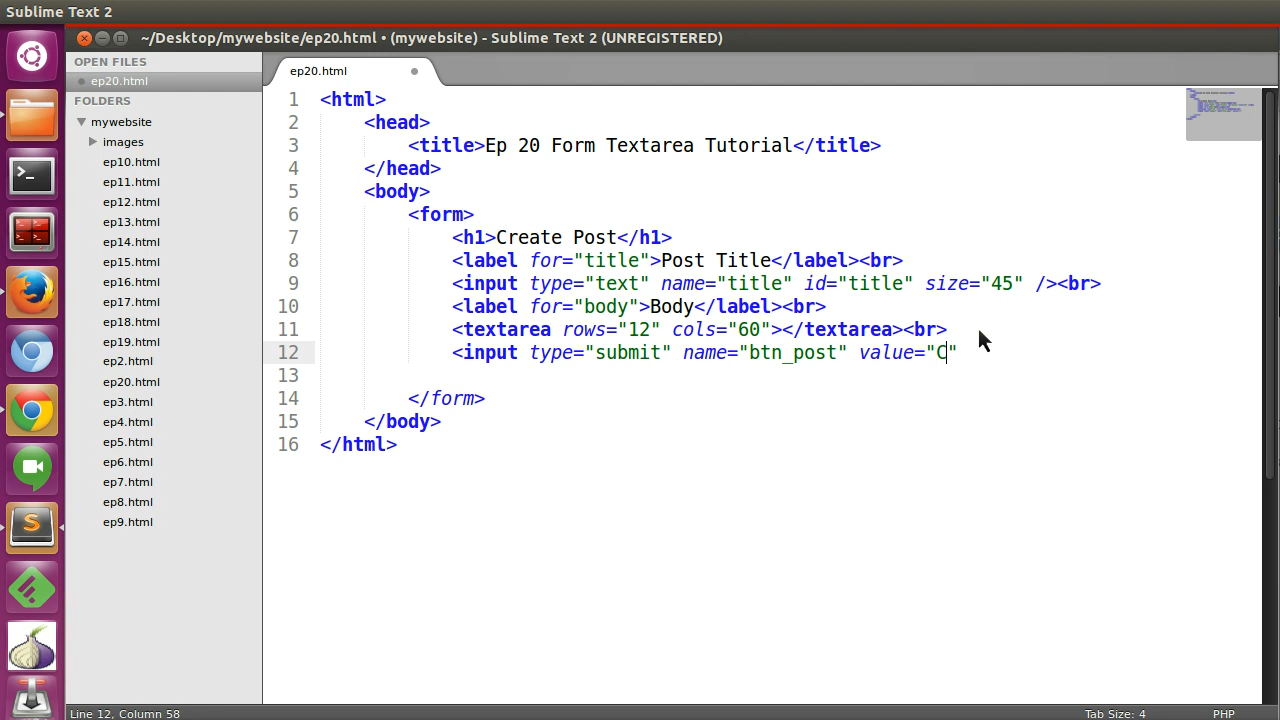 Sublime Text 2
~/Desktop/mywebsite/ep20.html • (mywebsite) - Sublime Text 2 (UNREGISTERED)
OPEN FILES
ep20.html
FOLDERS
mywebsite
images
ep10.html
ep11.html
ep12.html
ep13.html
ep14.html
ep15.html
ep16.html
ep17.html
ep18.html
ep19.html
ep2.html
ep20.html
ep3.html
ep4.html
ep5.html
ep6.html
ep7.html
ep8.html
ep9.html
ep20.html
1 <html>
2 <head>
3 <title>Ep 20 Form Textarea Tutorial</title>
4 </head>
5 <body>
6 <form>
7 <h1>Create Post</h1>
8 <label for="title">Post Title</label><br>
9 <input type="text" name="title" id="title" size="45" /><br>
10 <label for="body">Body</label><br>
11 <textarea rows="12" cols="60"></textarea><br>
12 <input type="submit" name="btn_post" value="C"
13
14 </form>
15 </body>
16 </html>
Line 12, Column 58
Tab Size: 4
PHP